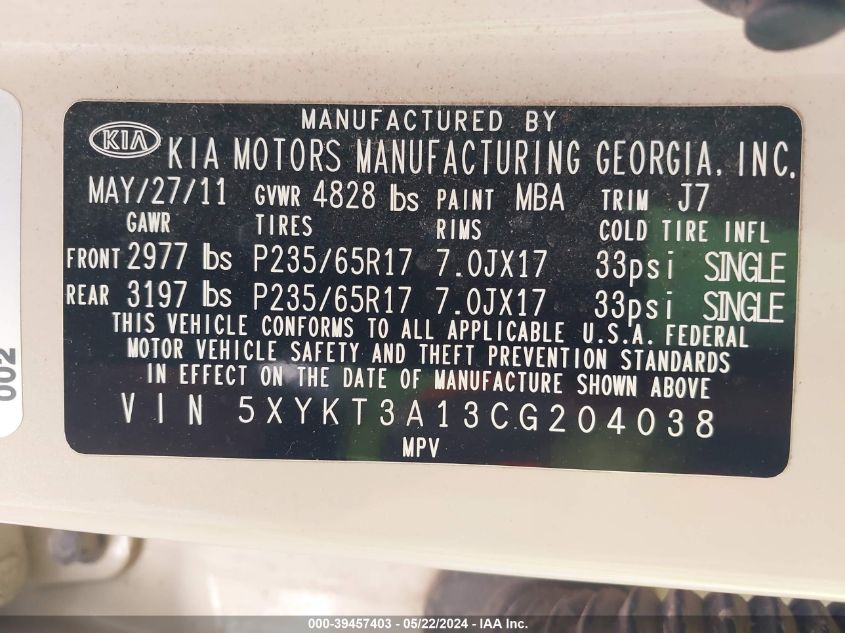 MANUFACTURED BY
KIA KIA MOTORS MANUFACTURING GEORGIA, INC.
MAY/27/11 GVWR 4828 lbs PAINT MBA TRIM J7
GAWR TIRES RIMS COLD TIRE INFL
FRONT 2977 lbs P235/65R17 7.0JX17 33psi SINGLE
REAR 3197 lbs P235/65R17 7.0JX17 33psi SINGLE
THIS VEHICLE CONFORMS TO ALL APPLICABLE U.S.A. FEDERAL
MOTOR VEHICLE SAFETY AND THEFT PREVENTION STANDARDS
IN EFFECT ON THE DATE OF MANUFACTURE SHOWN ABOVE
VIN 5XYKT3A13CG204038
MPV
002
000-39457403 - 05/22/2024 - IAA Inc.